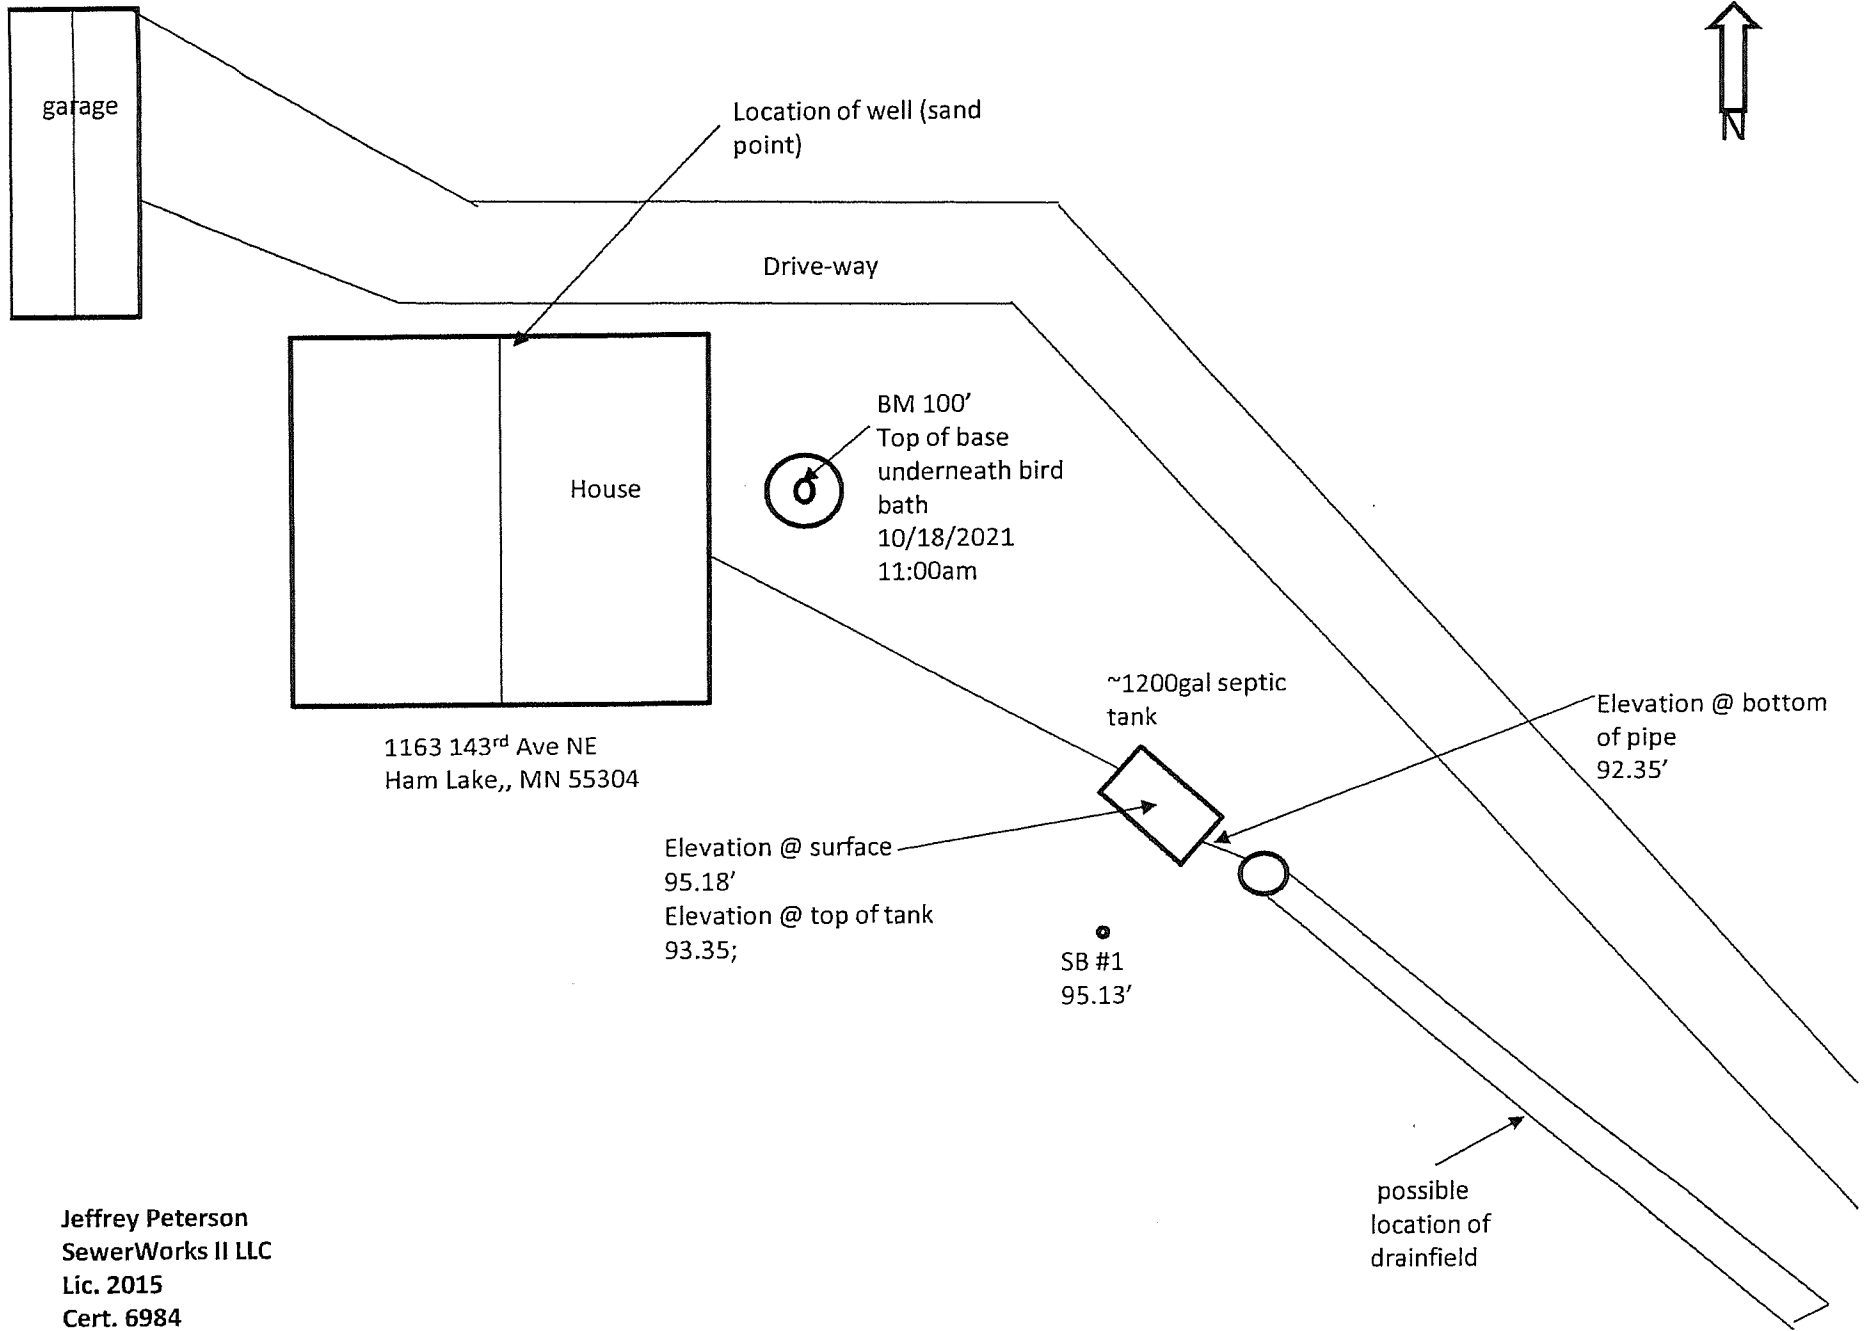 garage
Location of well (sand
point)
N
Drive-way
BM 100’
Top of base
underneath bird
bath
10/18/2021
11:00am
House
~1200gal septic
tank
Elevation @ bottom
of pipe
92.35’
1163 143rd Ave NE
Ham Lake,, MN 55304
Elevation @ surface
95.18’
Elevation @ top of tank
93.35;
SB #1
95.13’
possible
location of
drainfield
Jeffrey Peterson
SewerWorks II LLC
Lic. 2015
Cert. 6984